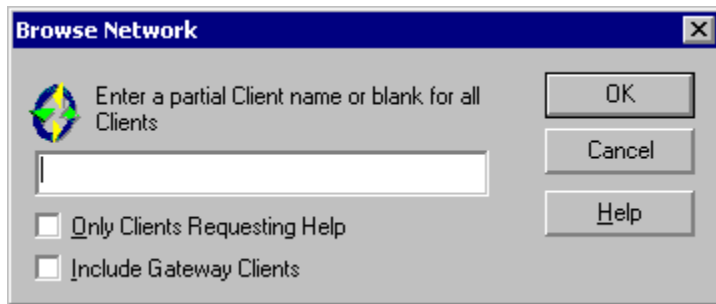 Browse Network
Enter a partial Client name or blank for all
Clients
OK
Cancel
Help
Only Clients Requesting Help
Include Gateway Clients